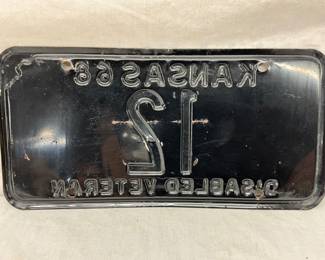 KANSAS 68
12
DISABLED VETERAN